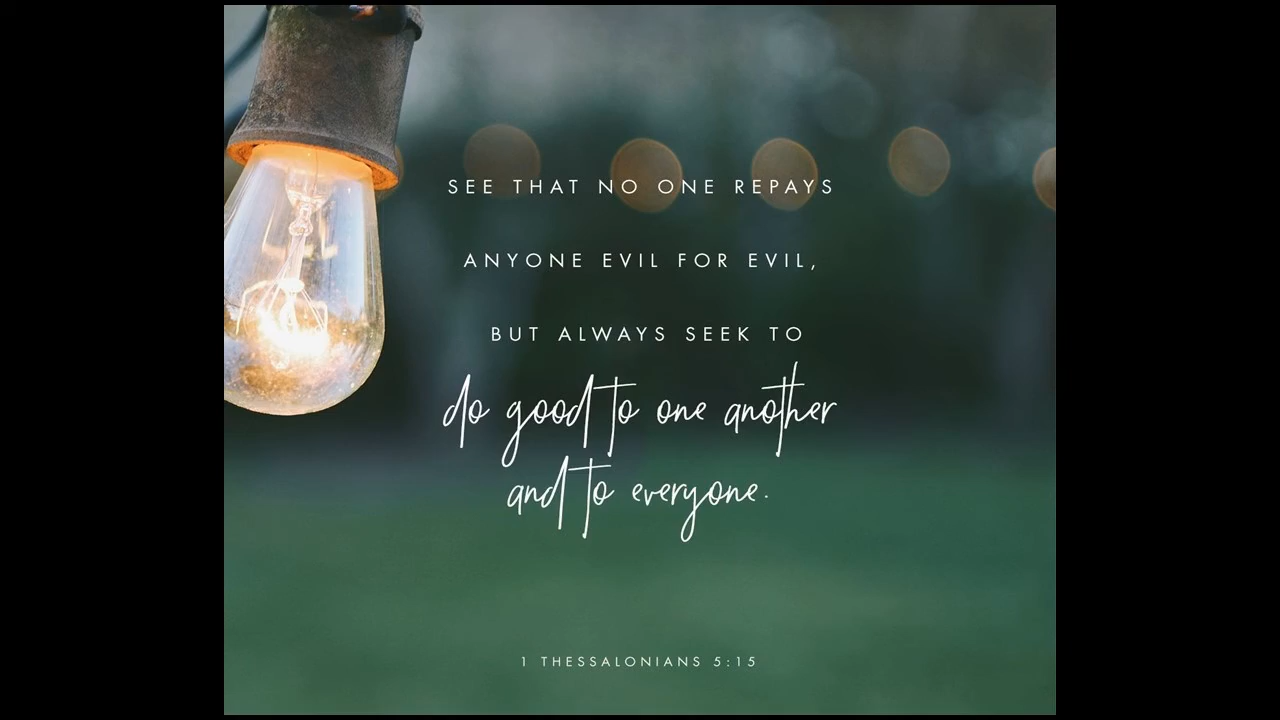 SEE THAT NO ONE REPAYS
ANYONE EVIL FOR EVIL,
BUT ALWAYS SEEK TO
do good to one another
and to everyone.
1 THESSALONIANS 5:15